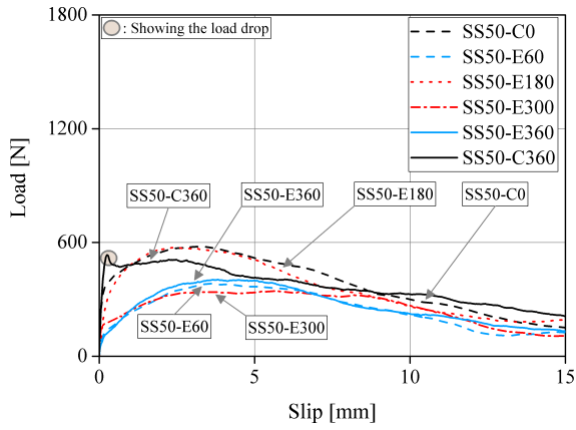 1800
: Showing the load drop
SS50-C0
SS50-E60
SS50-E180
SS50-E300
SS50-E360
SS50-C360
1200
Load [N]
SS50-C360
SS50-E360
SS50-E180
SS50-C0
600
SS50-E60
SS50-E300
0
0
5
10
15
Slip [mm]